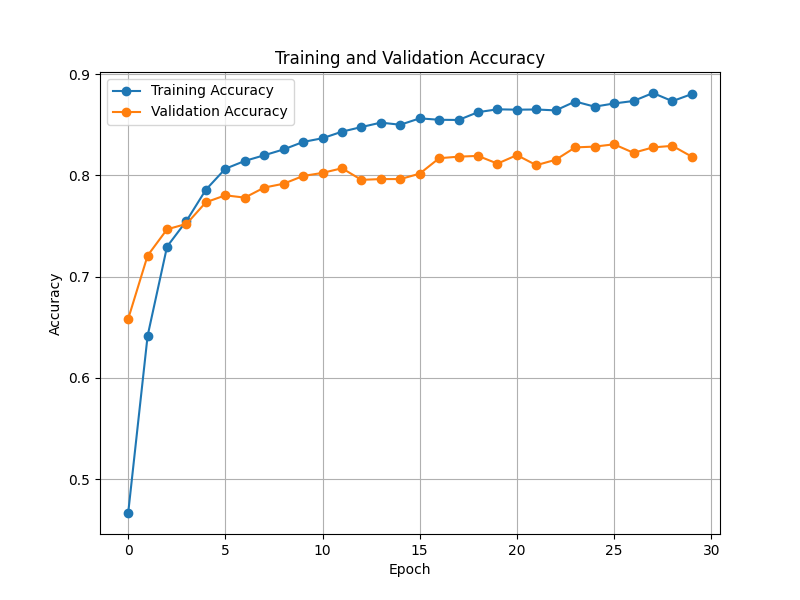 Training and Validation Accuracy
Training Accuracy
Validation Accuracy
0.9
0.8
0.7
0.6
0.5
Accuracy
0 5 10 15 20 25 30
Epoch